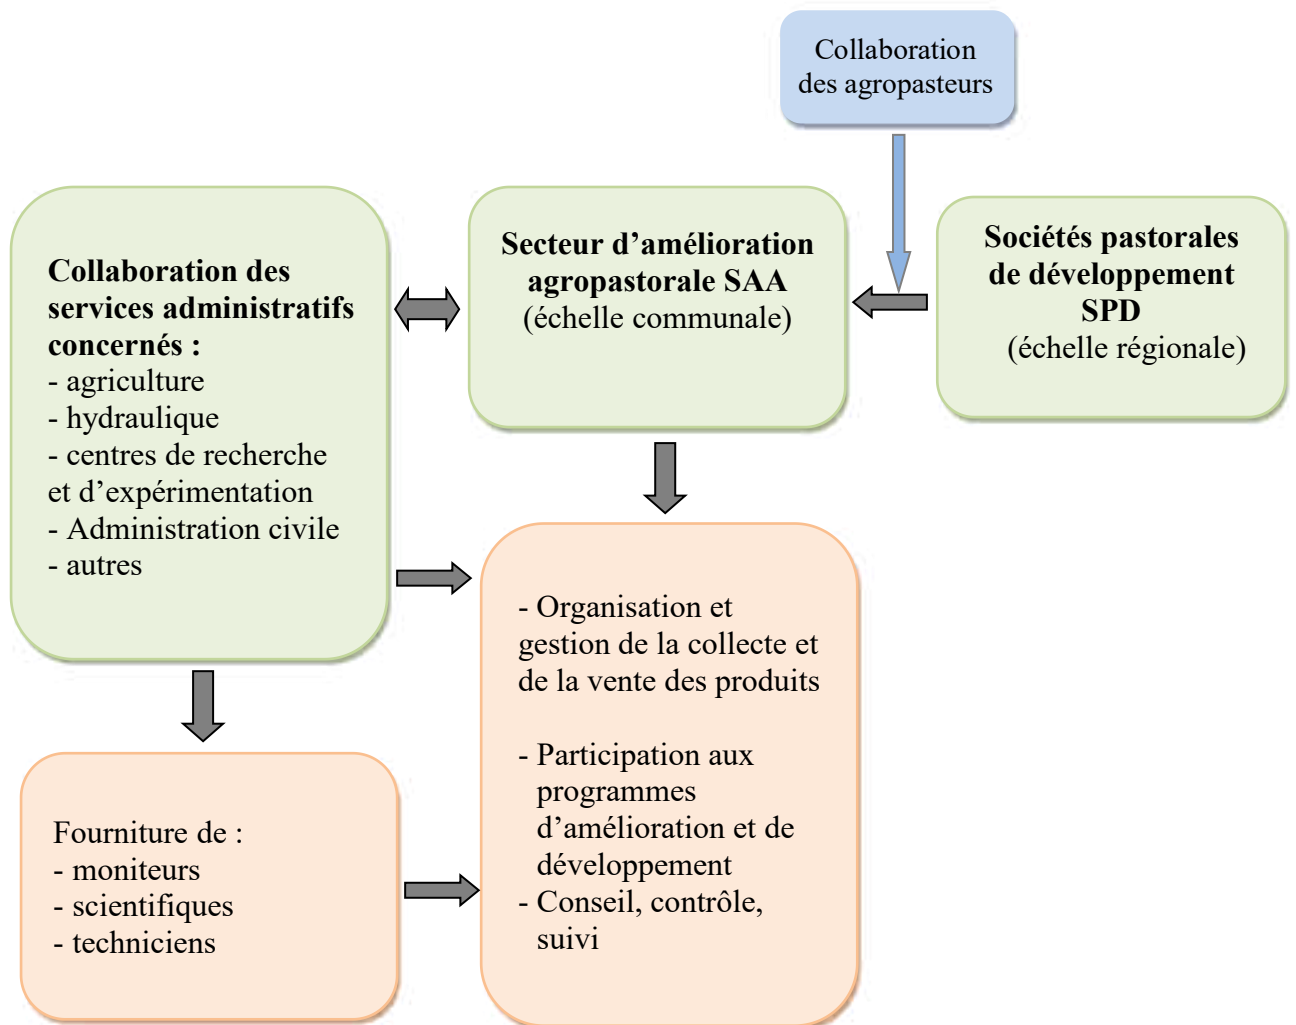 Collaboration
des agropasteurs
Collaboration des
services administratifs
concernés :
- agriculture
- hydraulique
- centres de recherche
et d’expérimentation
- Administration civile
- autres
Secteur d’amélioration
agropastorale SAA
(échelle communale)
Sociétés pastorales
de développement
SPD
(échelle régionale)
Fourniture de :
- moniteurs
- scientifiques
- techniciens
- Organisation et
gestion de la collecte et
de la vente des produits
- Participation aux
programmes
d’amélioration et de
développement
- Conseil, contrôle,
suivi